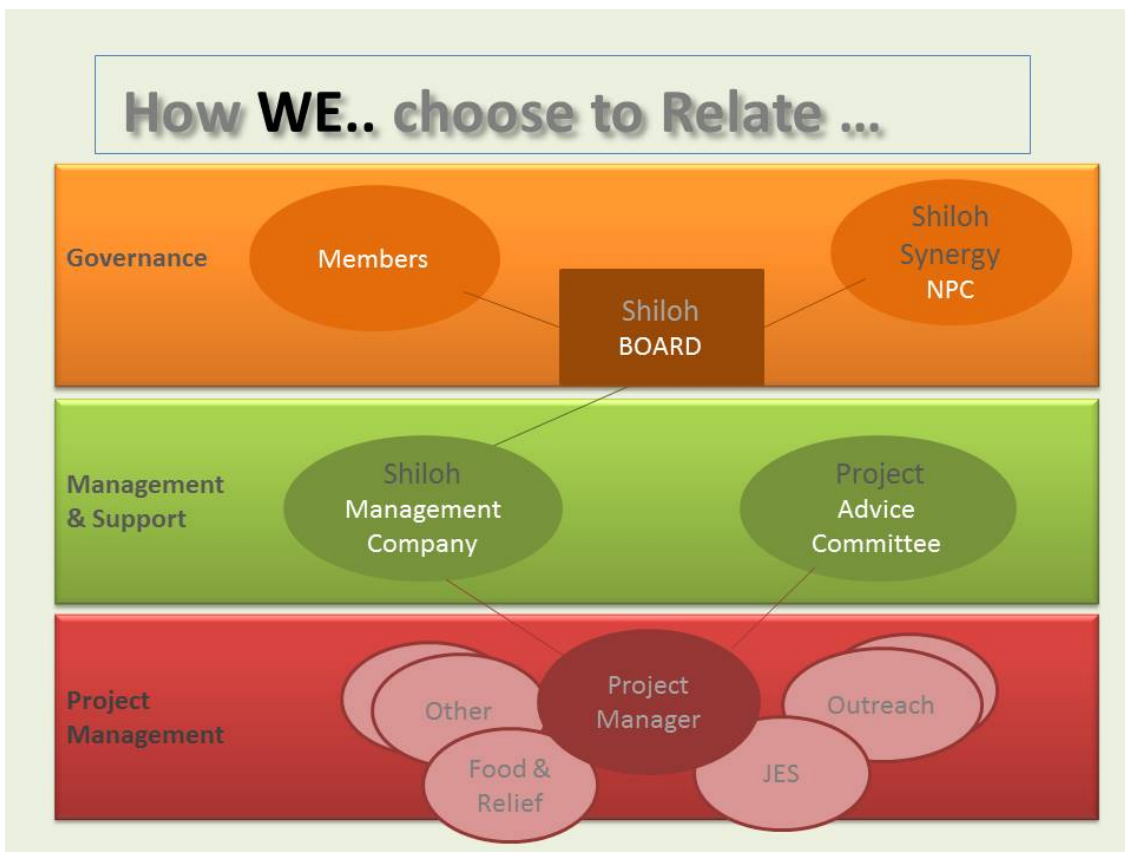 How WE.. choose to Relate ...
Governance
Members
Shiloh
Synergy
NPC
Shiloh
BOARD
Management
& Support
Shiloh
Management
Company
Project
Advice
Committee
Project
Management
Other
Food &
Relief
Project
Manager
JES
Outreach